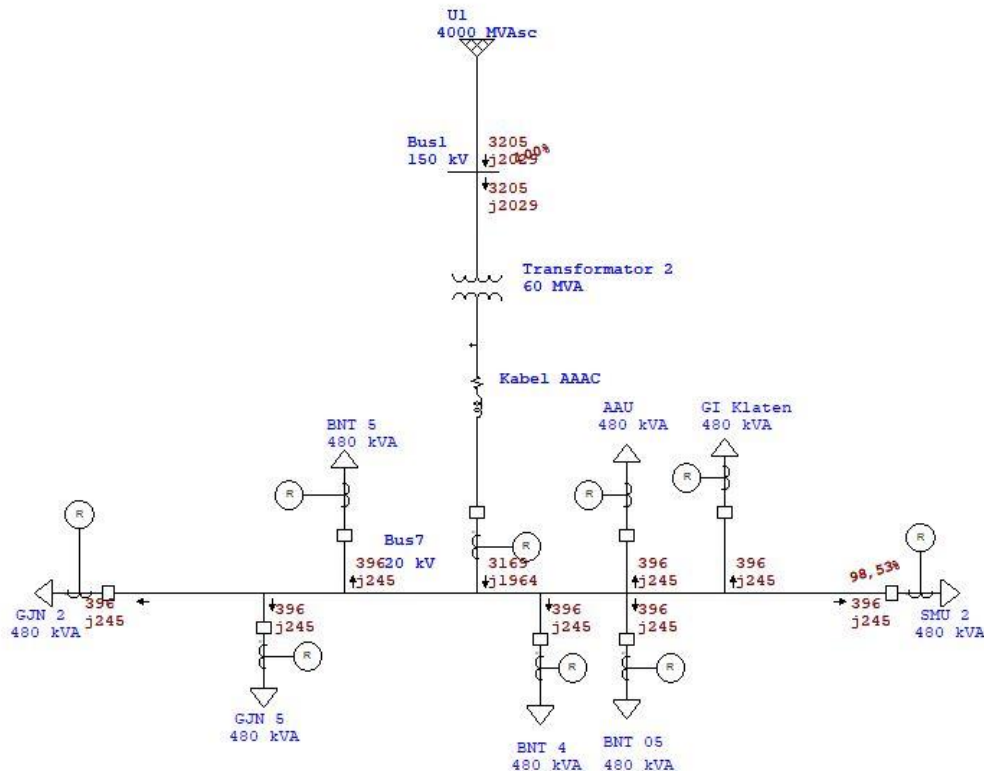 U1
4000 MVAsc
Bus1
150 kV
3205
j2029
100%
3205
j2029
Transformator 2
60 MVA
Kabel AAAC
BNT 5
480 kVA
AAU
480 kVA
GI Klaten
480 kVA
R
R
R
R
R
R
Bus7
20 kV
396
j245
3169
j1964
396
j245
396
j245
98,53%
GJN 2
480 kVA
396
j245
396
j245
396
j245
396
j245
396
j245
SMU 2
480 kVA
R
R
R
GJN 5
480 kVA
BNT 4
480 kVA
BNT 05
480 kVA